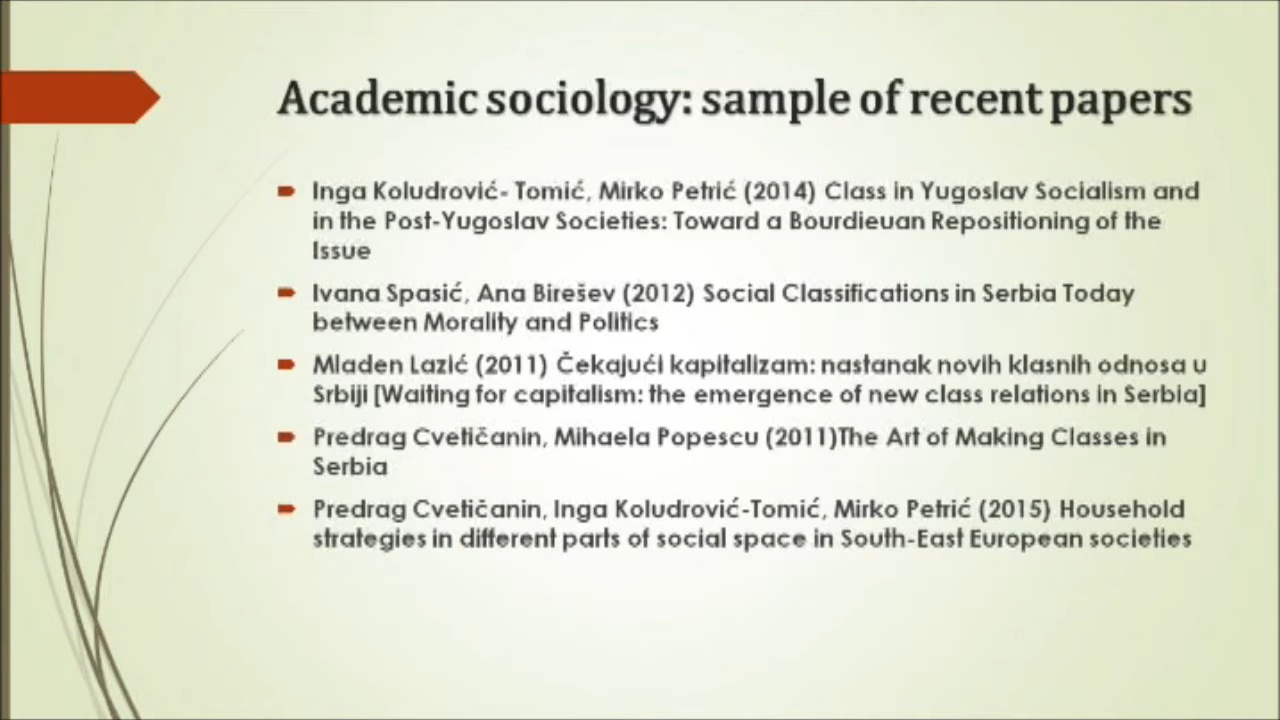 Academic sociology: sample of recent papers
Inga Koludrović- Tomić, Mirko Petrić (2014) Class in Yugoslav Socialism and
in the Post-Yugoslav Societies: Toward a Bourdieuan Repositioning of the
Issue
Ivana Spasić, Ana Birešev (2012) Social Classifications in Serbia Today
between Morality and Politics
Mladen Lazić (2011) Čekajući kapitalizam: nastanak novih klasnih odnosa u
Srbiji [Waiting for capitalism: the emergence of new class relations in Serbia]
Predrag Cvetičanin, Mihaela Popescu (2011)The Art of Making Classes in
Serbia
Predrag Cvetičanin, Inga Koludrović-Tomić, Mirko Petrić (2015) Household
strategies in different parts of social space in South-East European societies